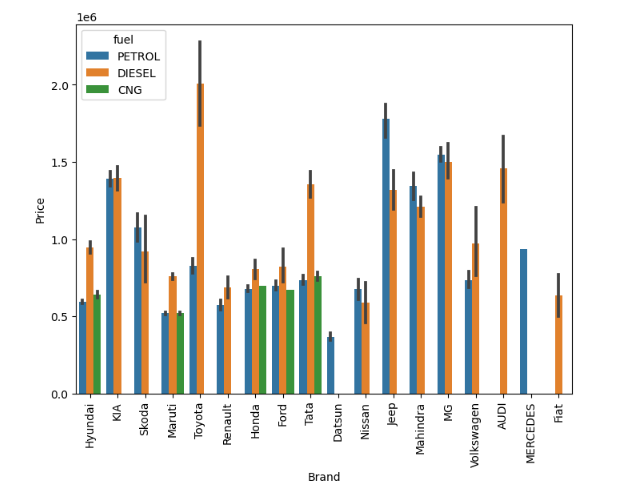 1e6
fuel
PETROL
DIESEL
CNG
2.0
1.5
1.0
0.5
0.0
Price
Hyundai
KIA
Skoda
Maruti
Toyota
Renault
Honda
Ford
Tata
Datsun
Nissan
Jeep
Mahindra
MG
Volkswagen
AUDI
MERCEDES
Fiat
Brand